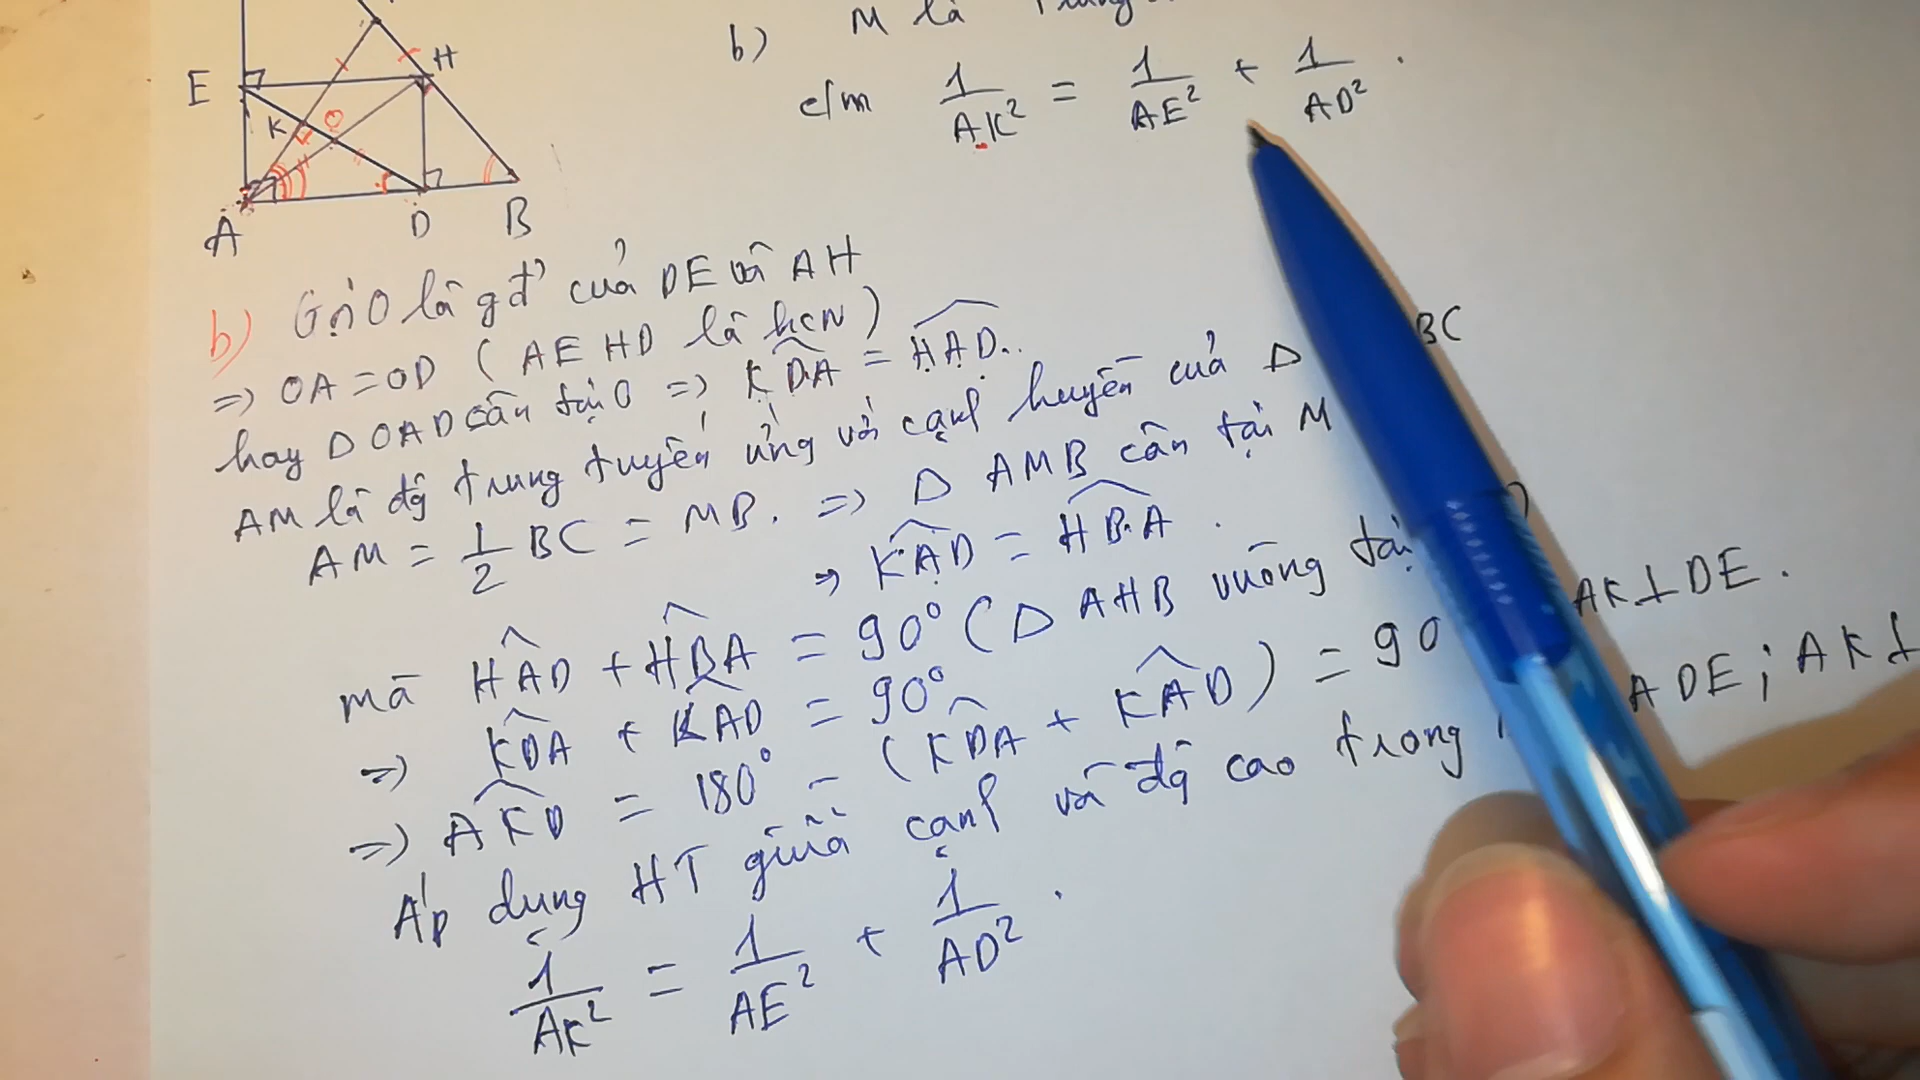 b) M là Trung
c/m 1/AK² = 1/AE² + 1/AD².
E
H
K
O
A
D
B
b) Gọi O là gđ của DE và AH
=> OA = OD (AEHD là hcN)
hay Δ OAD cân tại O => KDA = HAD.
AM là đg trung tuyến ứng với cạnh huyền của Δ BC
AM = 1/2 BC = MB. => Δ AMB cân tại M
=> KAD = HBA.
mà HAD + HBA = 90° (Δ AHB vuông tại
=> KDA + KAD = 90°
=> AKD = 180° - (KDA + KAD) = 90 AK⊥DE.
Áp dụng HT giữa cạnh và đg cao trong ADE; AK⊥
1/AK² = 1/AE² + 1/AD².